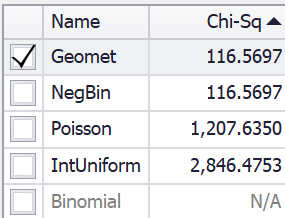 Name Chi-Sq
Geomet 116.5697
NegBin 116.5697
Poisson 1,207.6350
IntUniform 2,846.4753
Binomial N/A